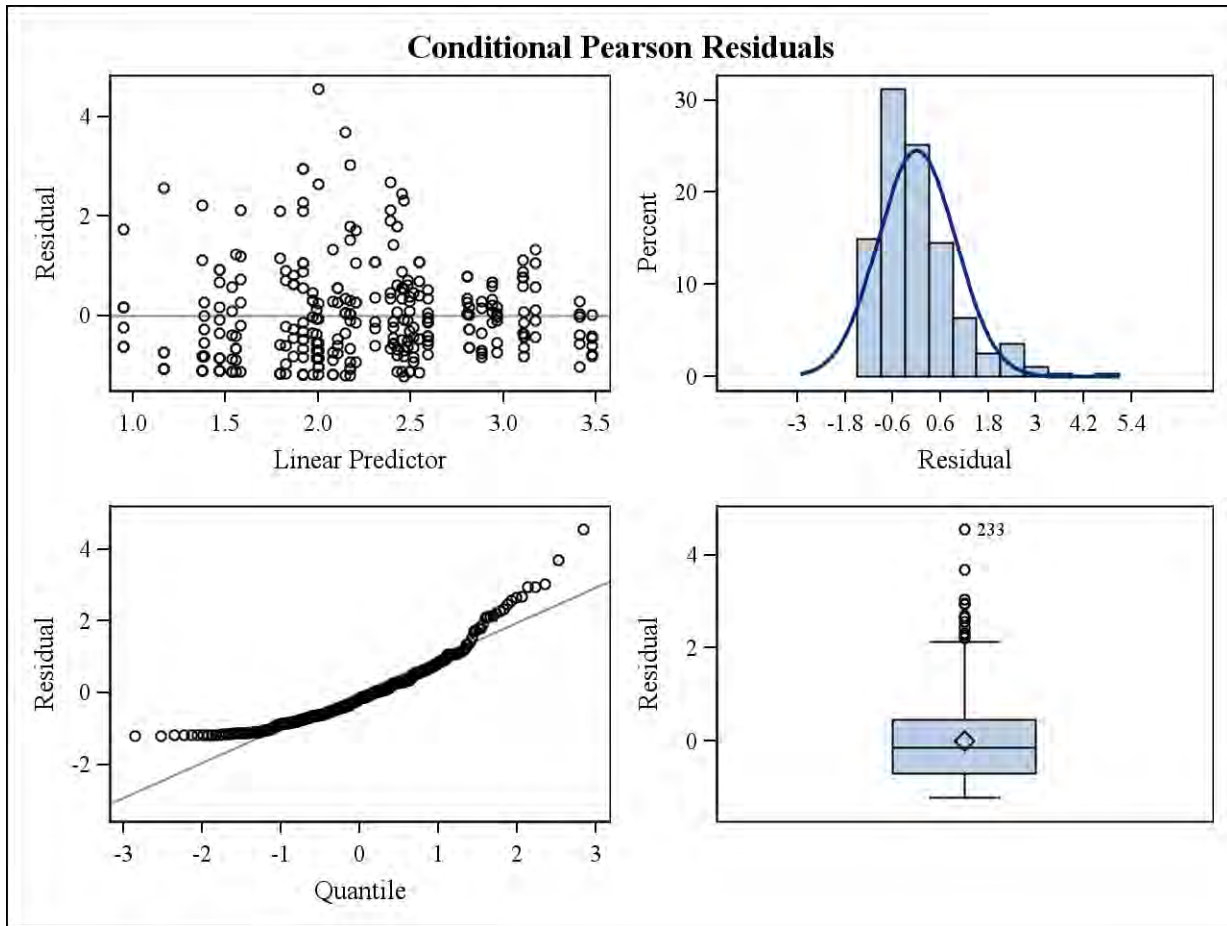 Conditional Pearson Residuals
Residual
4
2
0
1.0 1.5 2.0 2.5 3.0 3.5
Linear Predictor
Percent
30
20
10
0
-3 -1.8 -0.6 0.6 1.8 3 4.2 5.4
Residual
Residual
4
2
0
-2
-3 -2 -1 0 1 2 3
Quantile
Residual
4
2
0
233